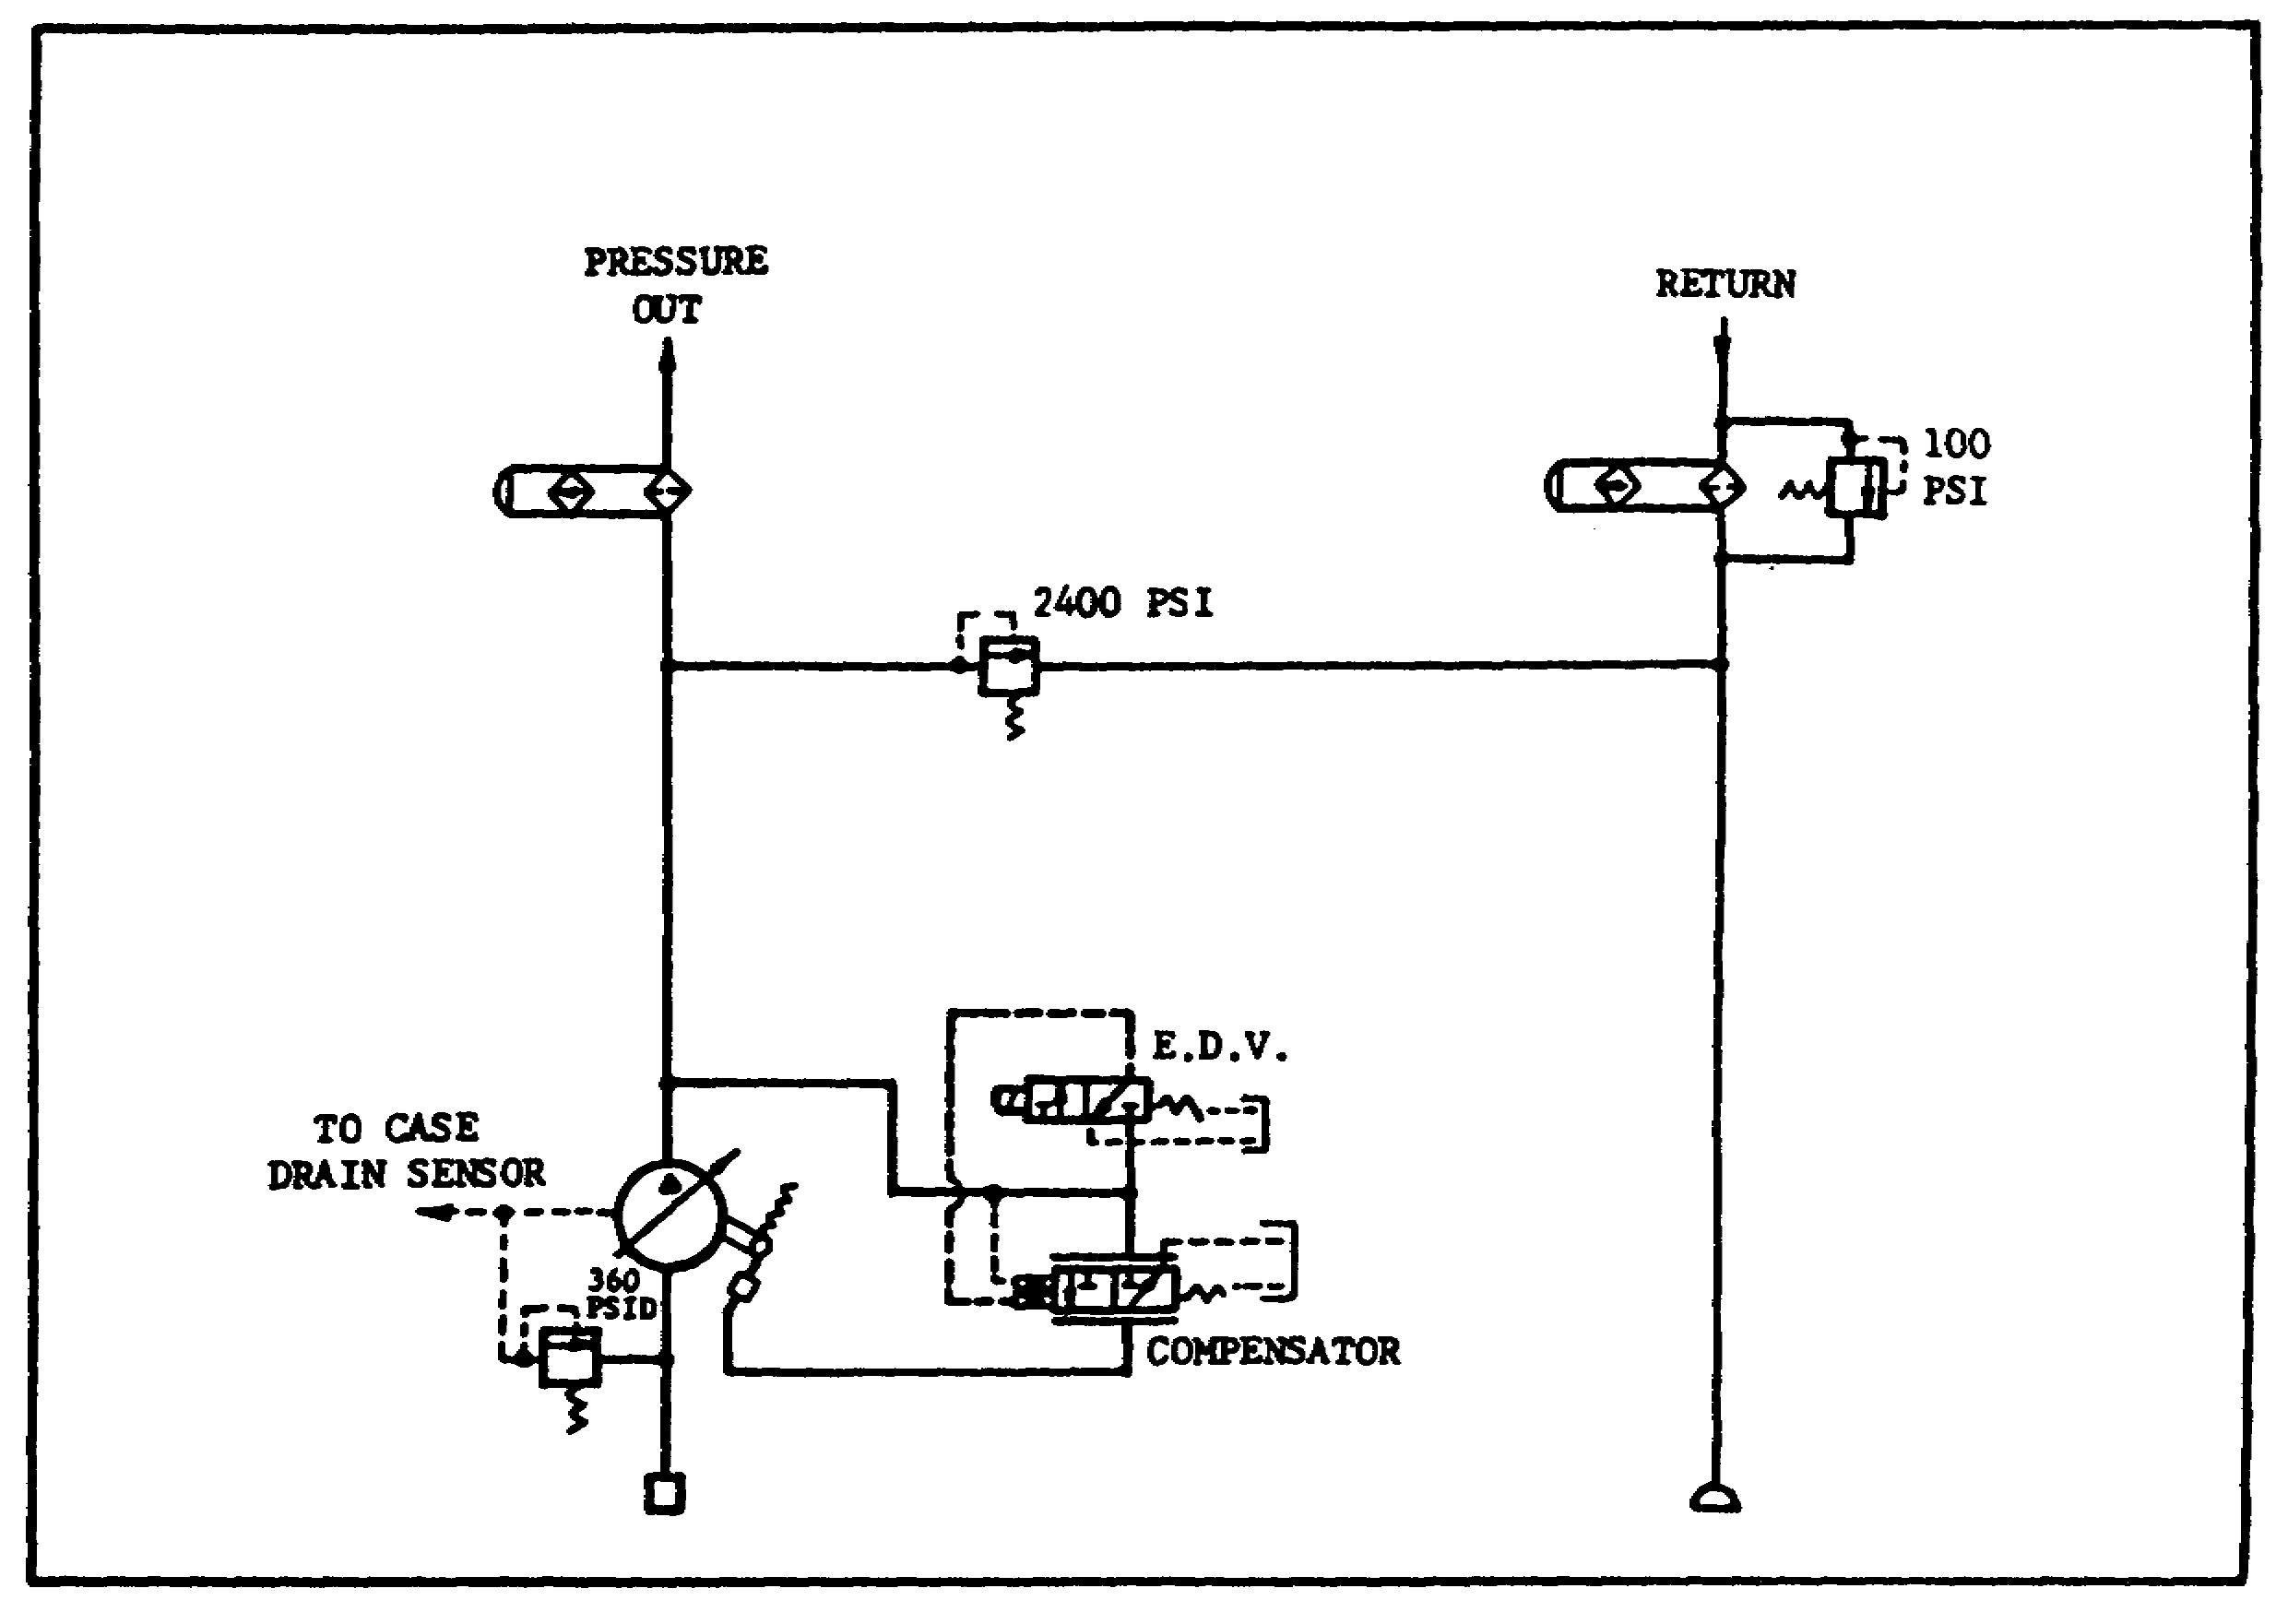 PRESSURE
OUT
RETURN
100
PSI
2400 PSI
E.D.V.
TO CASE
DRAIN SENSOR
360
PSID
COMPENSATOR